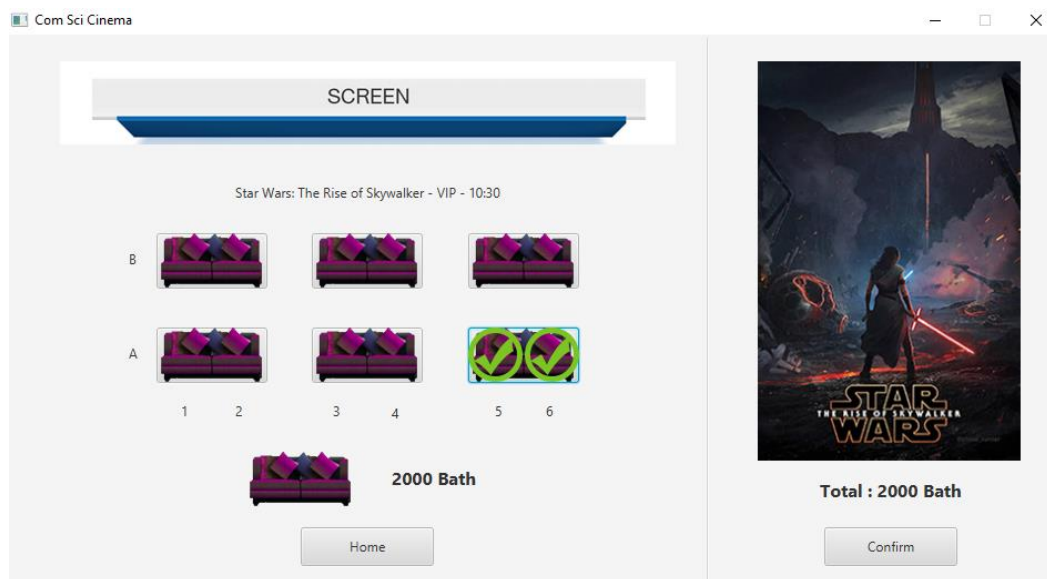 Com Sci Cinema
SCREEN
Star Wars: The Rise of Skywalker - VIP - 10:30
B
A
1 2 3 4 5 6
2000 Bath
Home
STAR
THE RISE OF SKYWALKER
WARS
Total : 2000 Bath
Confirm